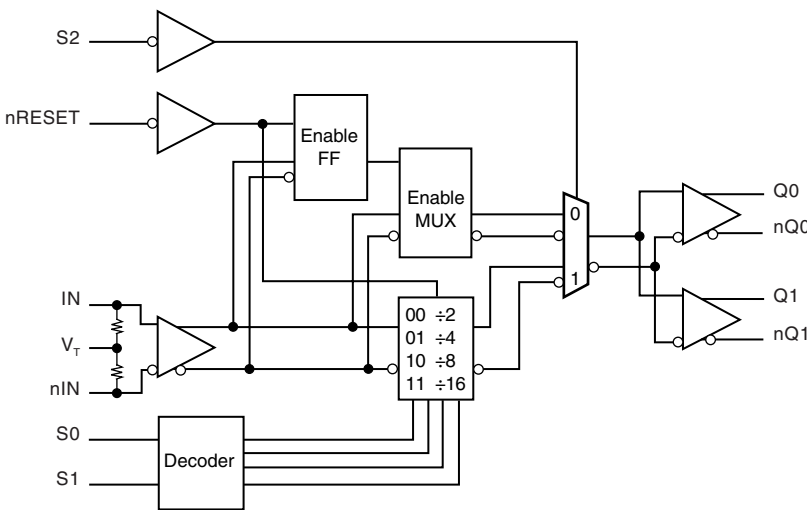 S2
nRESET
Enable
FF
Enable
MUX
0
1
Q0
nQ0
Q1
nQ1
IN
V_T
nIN
00 ÷2
01 ÷4
10 ÷8
11 ÷16
S0
S1
Decoder